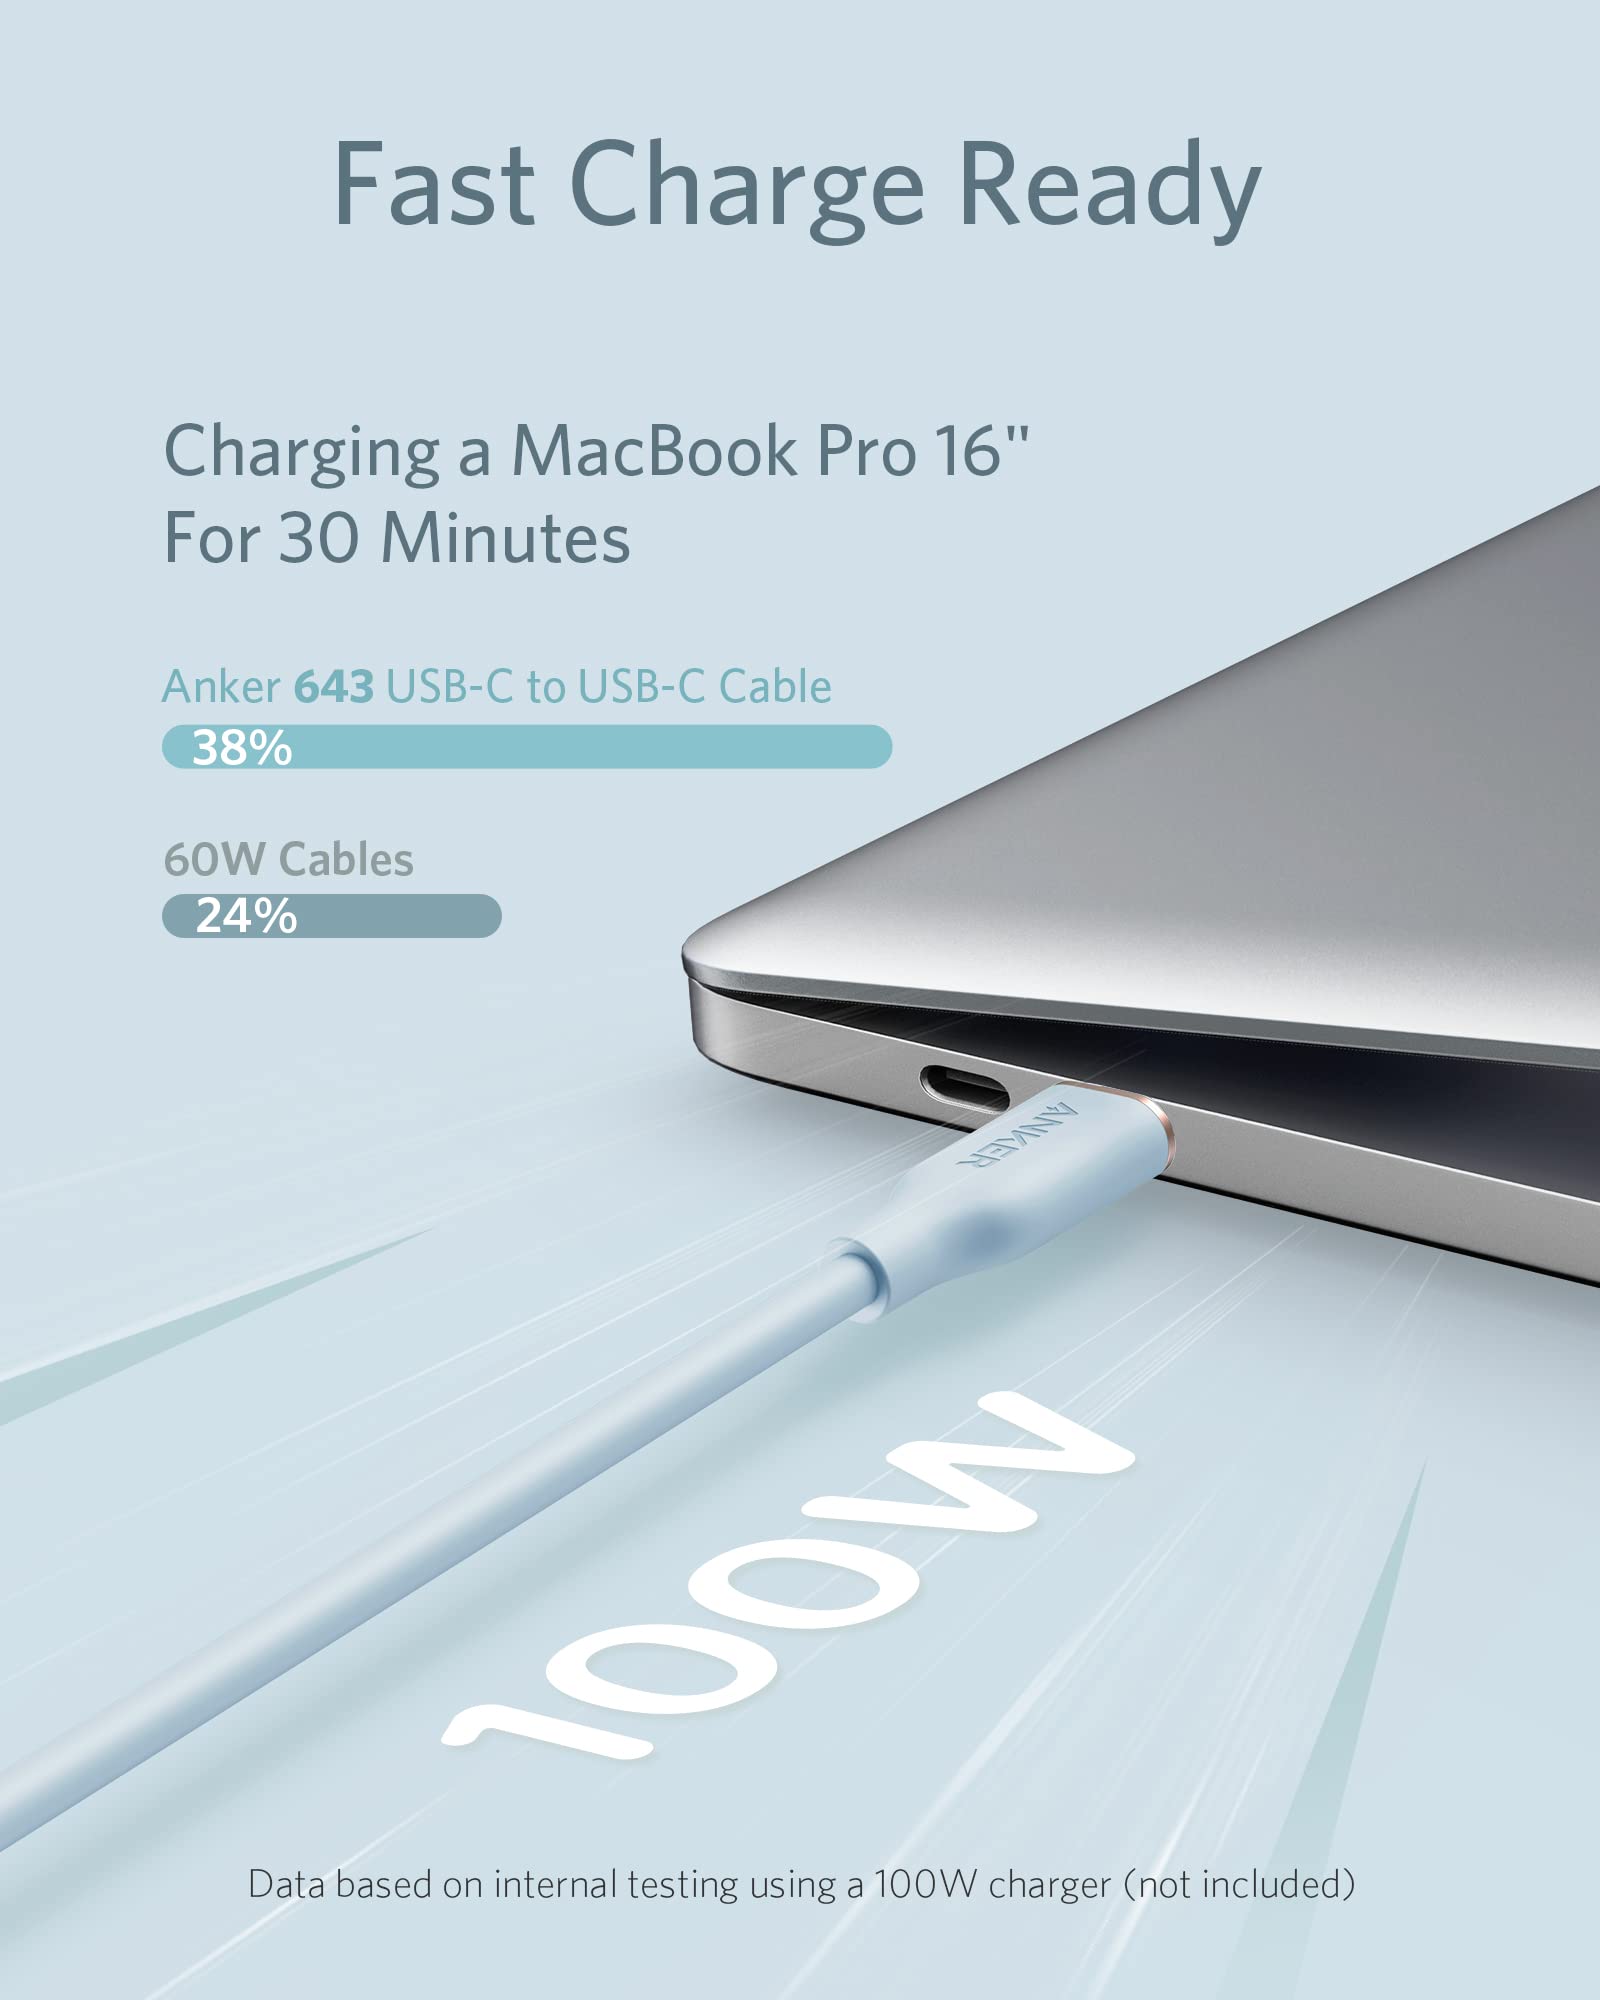 Fast Charge Ready
Charging a MacBook Pro 16"
For 30 Minutes
Anker 643 USB-C to USB-C Cable
38%
60W Cables
24%
ANKER
100W
Data based on internal testing using a 100W charger (not included)